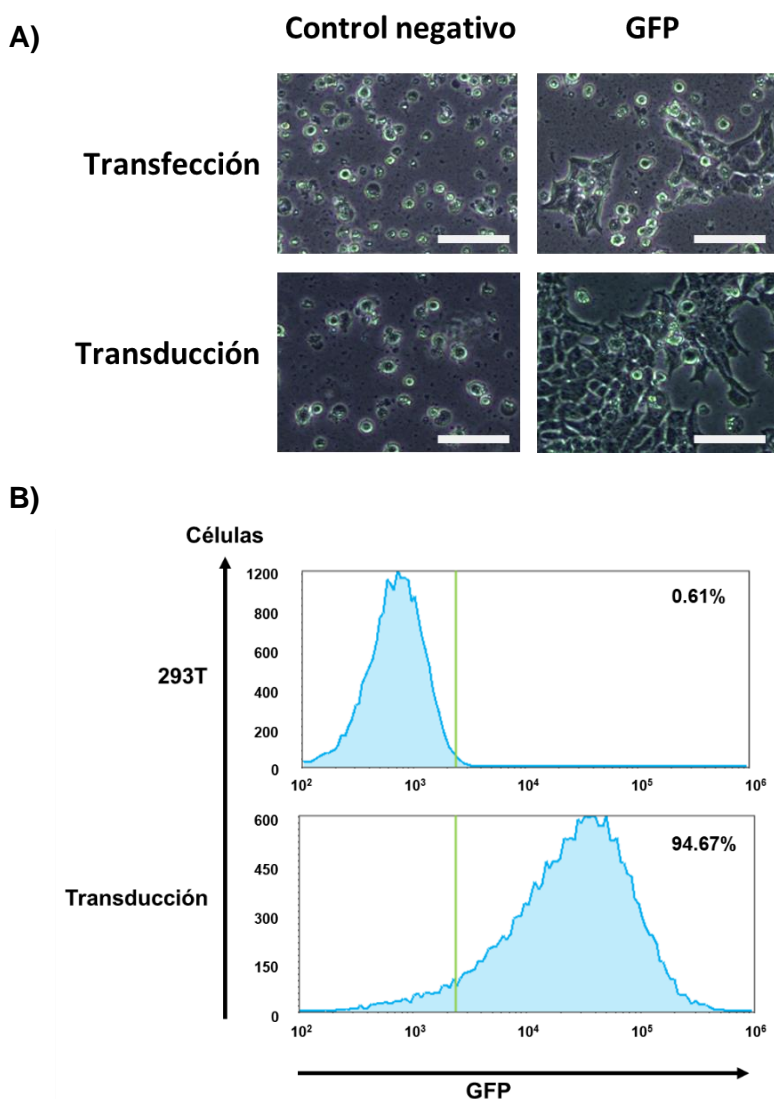 A)
Control negativo
GFP
Transfección
Transducción
B)
Células
293T
1200
1000
800
600
400
200
0
0.61%
10²
10³
10⁴
10⁵
10⁶
Transducción
600
450
300
150
0
94.67%
10²
10³
10⁴
10⁵
10⁶
GFP